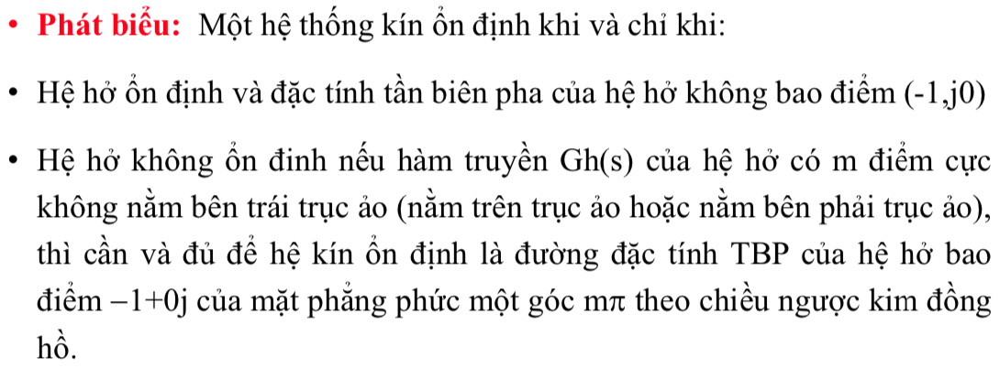 • Phát biểu: Một hệ thống kín ổn định khi và chỉ khi:
• Hệ hở ổn định và đặc tính tần biên pha của hệ hở không bao điểm (-1,j0)
• Hệ hở không ổn đinh nếu hàm truyền Gh(s) của hệ hở có m điểm cực
không nằm bên trái trục ảo (nằm trên trục ảo hoặc nằm bên phải trục ảo),
thì cần và đủ để hệ kín ổn định là đường đặc tính TBP của hệ hở bao
điểm −1+0j của mặt phẳng phức một góc mπ theo chiều ngược kim đồng
hồ.